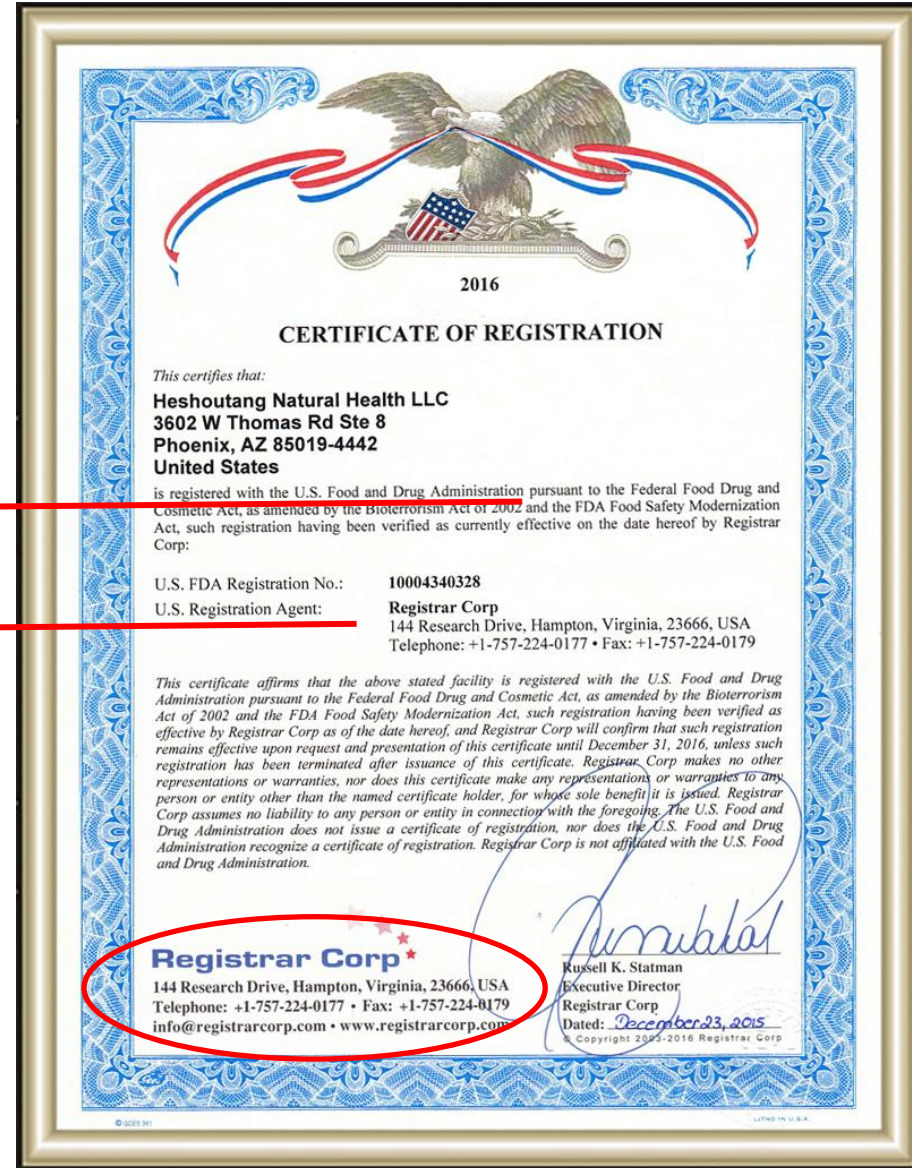 2016
CERTIFICATE OF REGISTRATION
This certifies that:
Heshoutang Natural Health LLC
3602 W Thomas Rd Ste 8
Phoenix, AZ 85019-4442
United States
is registered with the U.S. Food and Drug Administration pursuant to the Federal Food Drug and
Cosmetic Act, as amended by the Bioterrorism Act of 2002 and the FDA Food Safety Modernization
Act, such registration having been verified as currently effective on the date hereof by Registrar
Corp:
U.S. FDA Registration No.: 10004340328
U.S. Registration Agent: Registrar Corp
144 Research Drive, Hampton, Virginia, 23666, USA
Telephone: +1-757-224-0177 • Fax: +1-757-224-0179
This certificate affirms that the above stated facility is registered with the U.S. Food and Drug
Administration pursuant to the Federal Food Drug and Cosmetic Act, as amended by the Bioterrorism
Act of 2002 and the FDA Food Safety Modernization Act, such registration having been verified as
effective by Registrar Corp as of the date hereof, and Registrar Corp will confirm that such registration
remains effective upon request and presentation of this certificate until December 31, 2016, unless such
registration has been terminated after issuance of this certificate. Registrar Corp makes no other
representations or warranties, nor does this certificate make any representations or warranties to any
person or entity other than the named certificate holder, for whose sole benefit it is issued. Registrar
Corp assumes no liability to any person or entity in connection with the foregoing. The U.S. Food and
Drug Administration does not issue a certificate of registration, nor does the U.S. Food and Drug
Administration recognize a certificate of registration. Registrar Corp is not affiliated with the U.S. Food
and Drug Administration.
Registrar Corp
144 Research Drive, Hampton, Virginia, 23666, USA
Telephone: +1-757-224-0177 • Fax: +1-757-224-0179
info@registrarcorp.com • www.registrarcorp.com
Russell K. Statman
Executive Director
Registrar Corp
Dated: December 23, 2015
© Copyright 2003-2016 Registrar Corp
LITHO IN U.S.A.